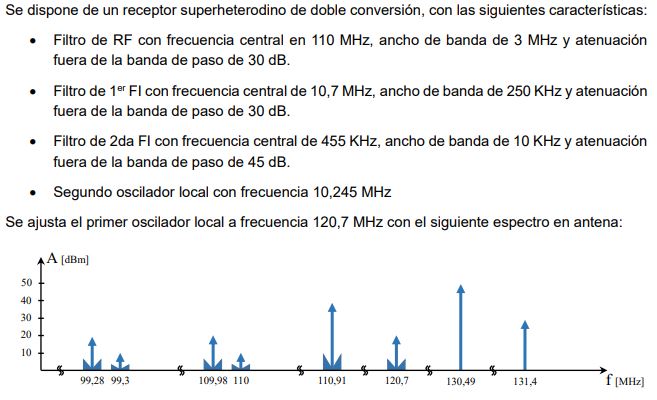 Se dispone de un receptor superheterodino de doble conversión, con las siguientes características:
• Filtro de RF con frecuencia central en 110 MHz, ancho de banda de 3 MHz y atenuación
fuera de la banda de paso de 30 dB.
• Filtro de 1er FI con frecuencia central de 10,7 MHz, ancho de banda de 250 KHz y atenuación
fuera de la banda de paso de 30 dB.
• Filtro de 2da FI con frecuencia central de 455 KHz, ancho de banda de 10 KHz y atenuación
fuera de la banda de paso de 45 dB.
• Segundo oscilador local con frecuencia 10,245 MHz
Se ajusta el primer oscilador local a frecuencia 120,7 MHz con el siguiente espectro en antena:
A [dBm]
50
40
30
20
10
99,28 99,3 109,98 110 110,91 120,7 130,49 131,4 f [MHz]